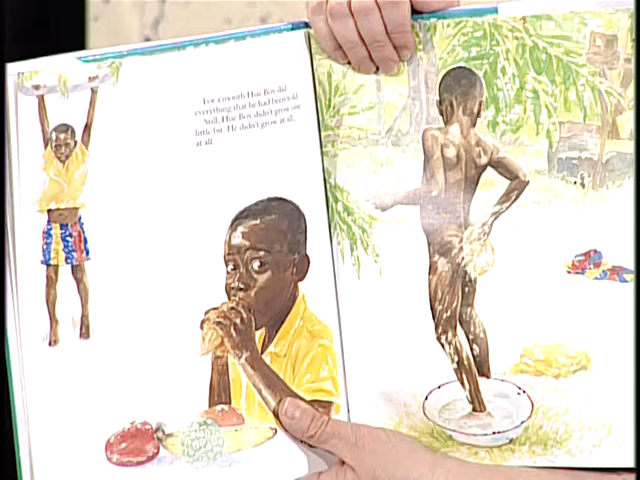 For a month Hue Boy did
everything that he had been told.
Still, Hue Boy didn't grow one
little bit. He didn't grow at all,
at all.